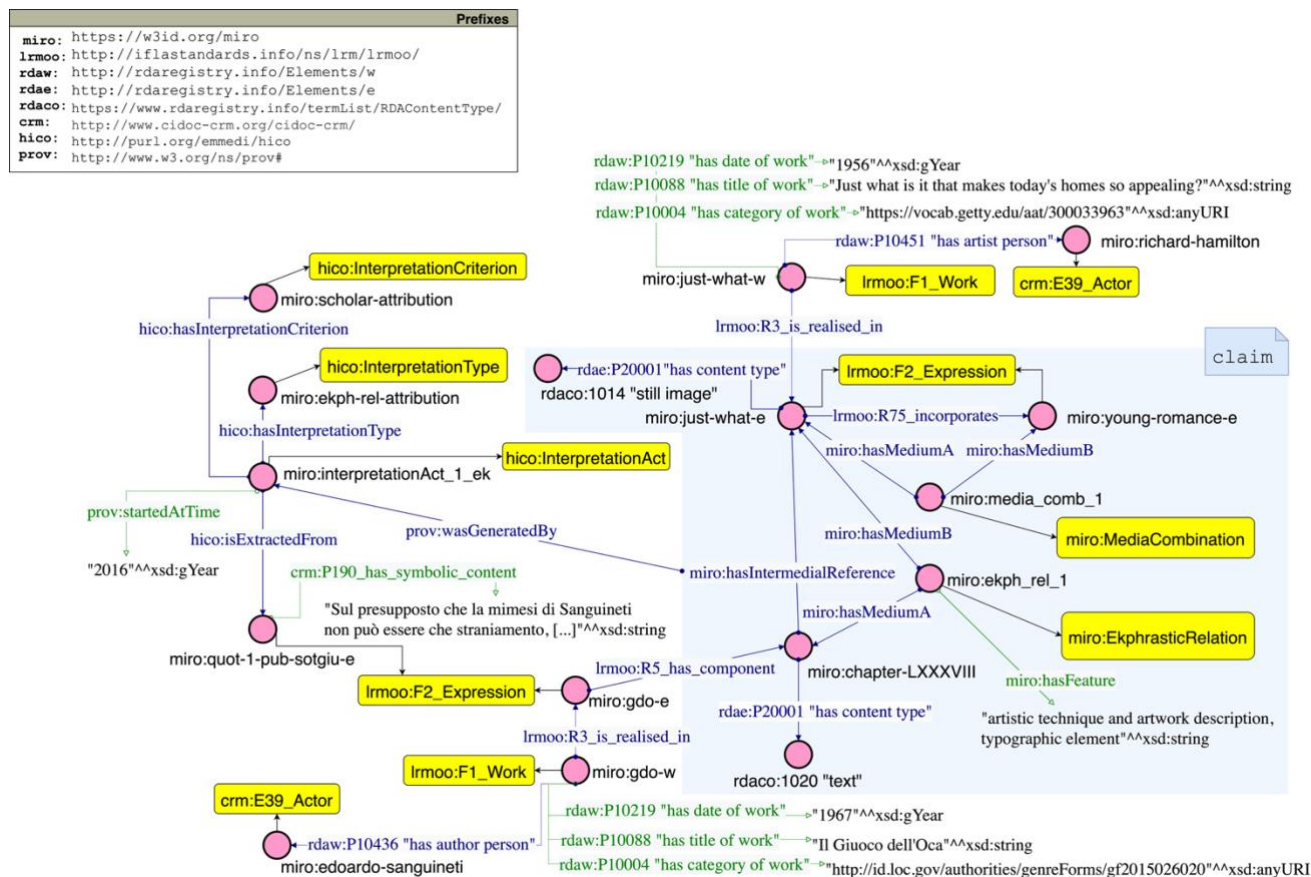 Prefixes
miro: https://w3id.org/miro
lrmoo: http://iflastandards.info/ns/lrm/lrmoo/
rdaw: http://rdaregistry.info/Elements/w
rdae: http://rdaregistry.info/Elements/e
rdaco: https://www.rdaregistry.info/termList/RDAContentType/
crm: http://www.cidoc-crm.org/cidoc-crm/
hico: http://purl.org/emmedi/hico
prov: http://www.w3.org/ns/prov#
rdaw:P10219 "has date of work" "1956"^^xsd:gYear
rdaw:P10088 "has title of work" "Just what is it that makes today's homes so appealing?"^^xsd:string
rdaw:P10004 "has category of work" "https://vocab.getty.edu/aat/300033963"^^xsd:anyURI
rdaw:P10451 "has artist person" miro:richard-hamilton
hico:InterpretationCriterion
miro:just-what-w
lrmoo:F1_Work
crm:E39_Actor
miro:scholar-attribution
hico:hasInterpretationCriterion
lrmoo:R3_is_realised_in
claim
hico:InterpretationType
rdae:P20001"has content type"
lrmoo:F2_Expression
rdaco:1014 "still image"
miro:ekph-rel-attribution
miro:just-what-e
lrmoo:R75_incorporates
miro:young-romance-e
hico:hasInterpretationType
miro:hasMediumA
miro:hasMediumB
hico:InterpretationAct
miro:interpretationAct_1_ek
miro:media_comb_1
prov:startedAtTime
prov:wasGeneratedBy
miro:hasMediumB
miro:MediaCombination
hico:isExtractedFrom
"2016"^^xsd:gYear
crm:P190_has_symbolic_content
miro:hasIntermedialReference
miro:ekph_rel_1
"Sul presupposto che la mimesi di Sanguineti
non può essere che straniamento, [...]"^^xsd:string
miro:hasMediumA
miro:EkphrasticRelation
miro:quot-1-pub-sotgiu-e
lrmoo:R5_has_component
miro:chapter-LXXXVIII
miro:hasFeature
lrmoo:F2_Expression
miro:gdo-e
rdae:P20001 "has content type"
"artistic technique and artwork description,
typographic element"^^xsd:string
lrmoo:R3_is_realised_in
lrmoo:F1_Work
miro:gdo-w
rdaco:1020 "text"
crm:E39_Actor
rdaw:P10219 "has date of work" "1967"^^xsd:gYear
rdaw:P10436 "has author person"
rdaw:P10088 "has title of work" "Il Giuoco dell'Oca"^^xsd:string
miro:edoardo-sanguineti
rdaw:P10004 "has category of work" "http://id.loc.gov/authorities/genreForms/gf2015026020"^^xsd:anyURI